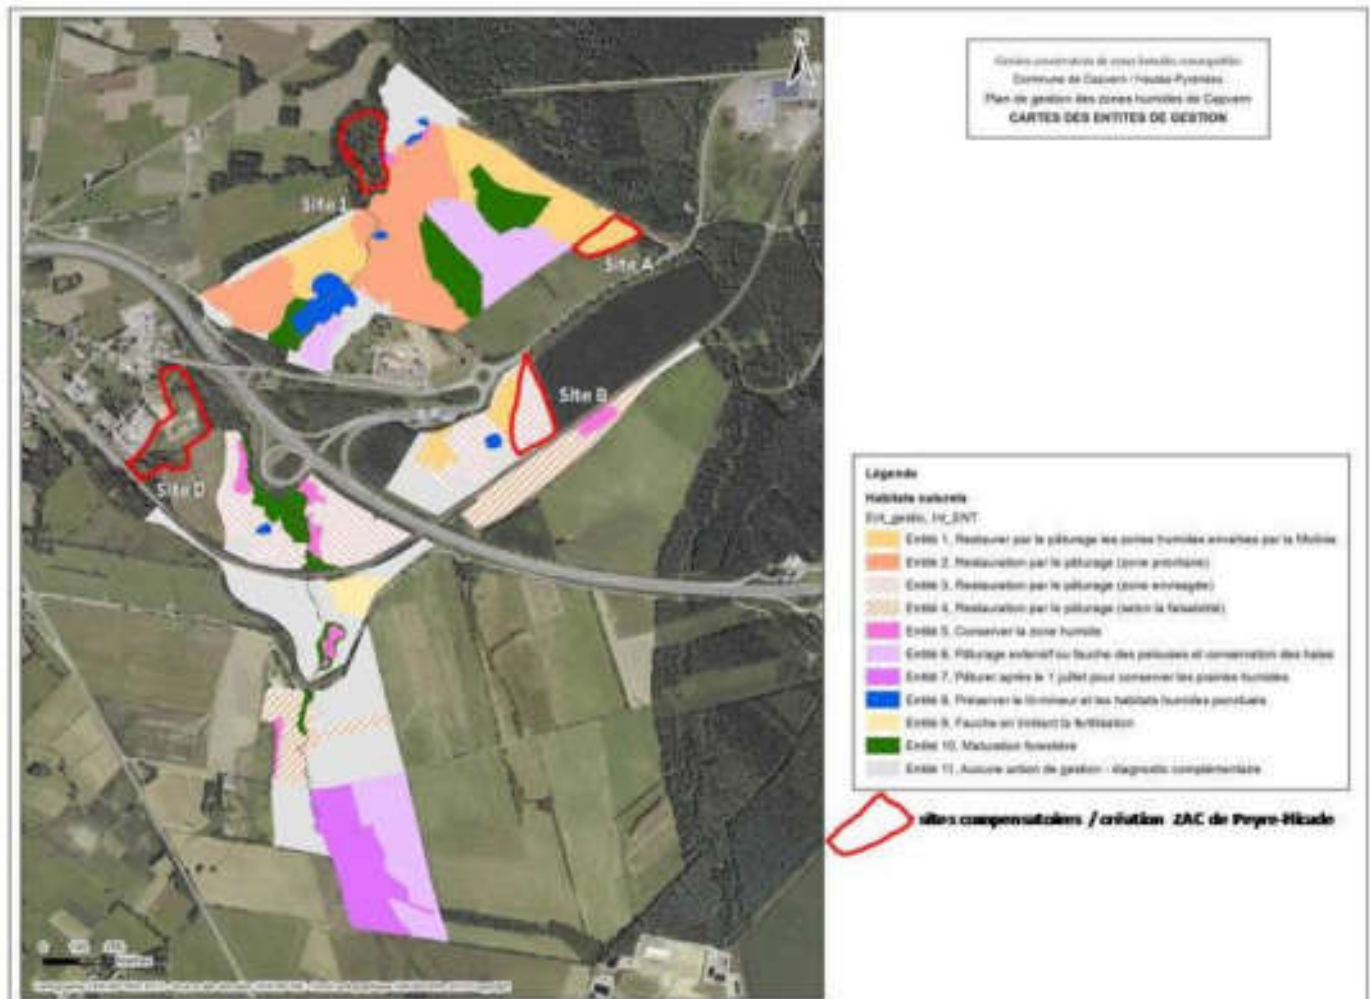 Commune de Capvern / Hautes-Pyrénées
Plan de gestion des zones humides de Capvern
CARTES DES ENTITES DE GESTION
N
Site 1
Site A
Site B
Site D
Légende
Habitats naturels
Entité 1. Restaurer par le pâturage les zones humides envahies par la Molinie
Entité 2. Restauration par le pâturage (zone prioritaire)
Entité 3. Restauration par le pâturage (zone envisagée)
Entité 4. Restauration par le pâturage (selon la faisabilité)
Entité 5. Conserver la zone humide
Entité 6. Pâturage extensif ou fauche des pelouses et conservation des haies
Entité 7. Pâturer après le 1 juillet pour conserver les prairies humides
Entité 8. Préserver le et les habitats humides ponctuels
Entité 9. Fauche en limitant la fertilisation
Entité 10. Maturation forestière
Entité 11. Aucune action de gestion - diagnostic complémentaire
sites compensatoires / création ZAC de Peyre-Hicade
0